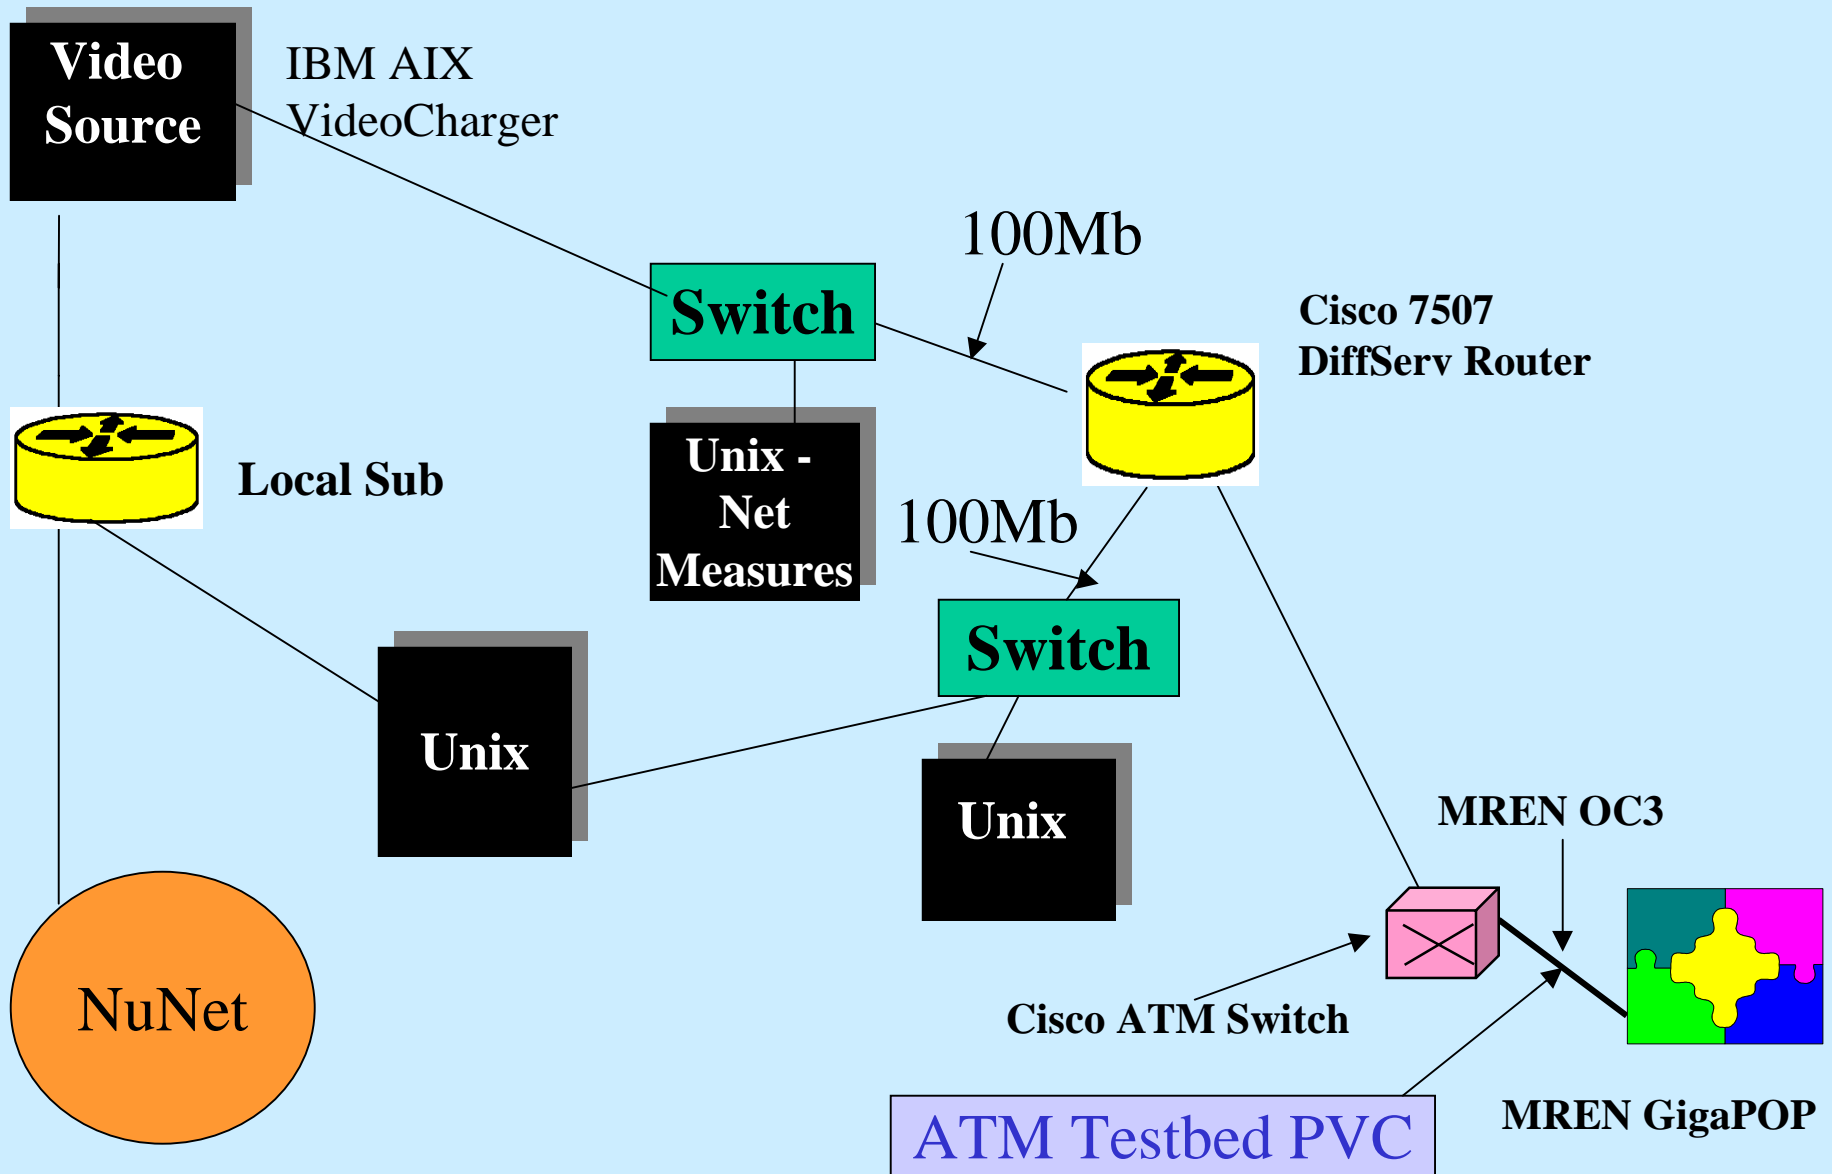 Video
Source
IBM AIX
VideoCharger
100Mb
Switch
Cisco 7507
DiffServ Router
Local Sub
Unix -
Net
Measures
100Mb
Switch
Unix
Unix
MREN OC3
NuNet
Cisco ATM Switch
MREN GigaPOP
ATM Testbed PVC